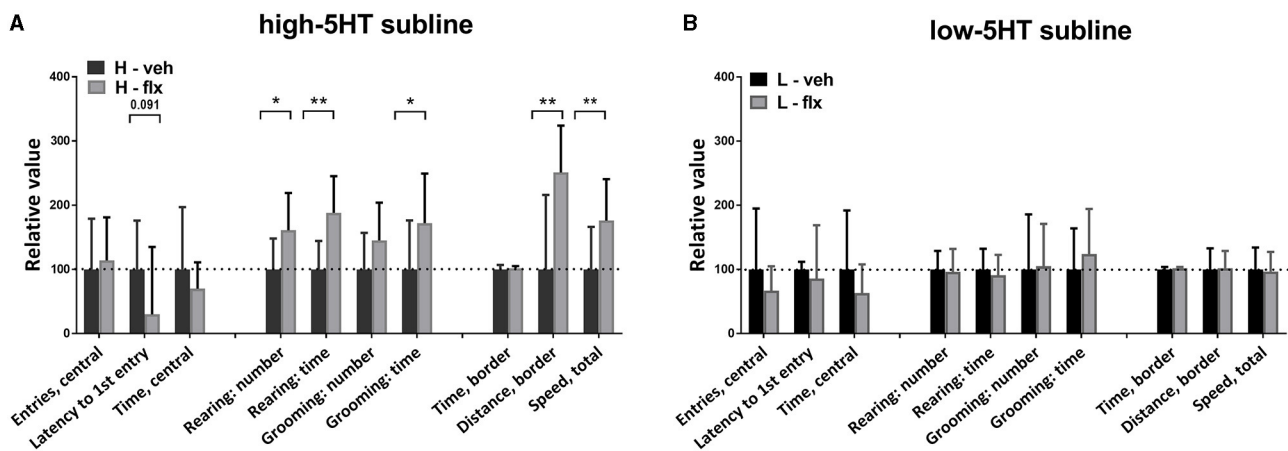 A
high-5HT subline
H - veh
H - flx
0.091
*
**
*
**
**
400
300
200
100
0
Relative value
Entries, central
Latency to 1st entry
Time, central
Rearing: number
Rearing: time
Grooming: number
Grooming: time
Time, border
Distance, border
Speed, total
B
low-5HT subline
L - veh
L - flx
400
300
200
100
0
Relative value
Entries, central
Latency to 1st entry
Time, central
Rearing: number
Rearing: time
Grooming: number
Grooming: time
Time, border
Distance, border
Speed, total